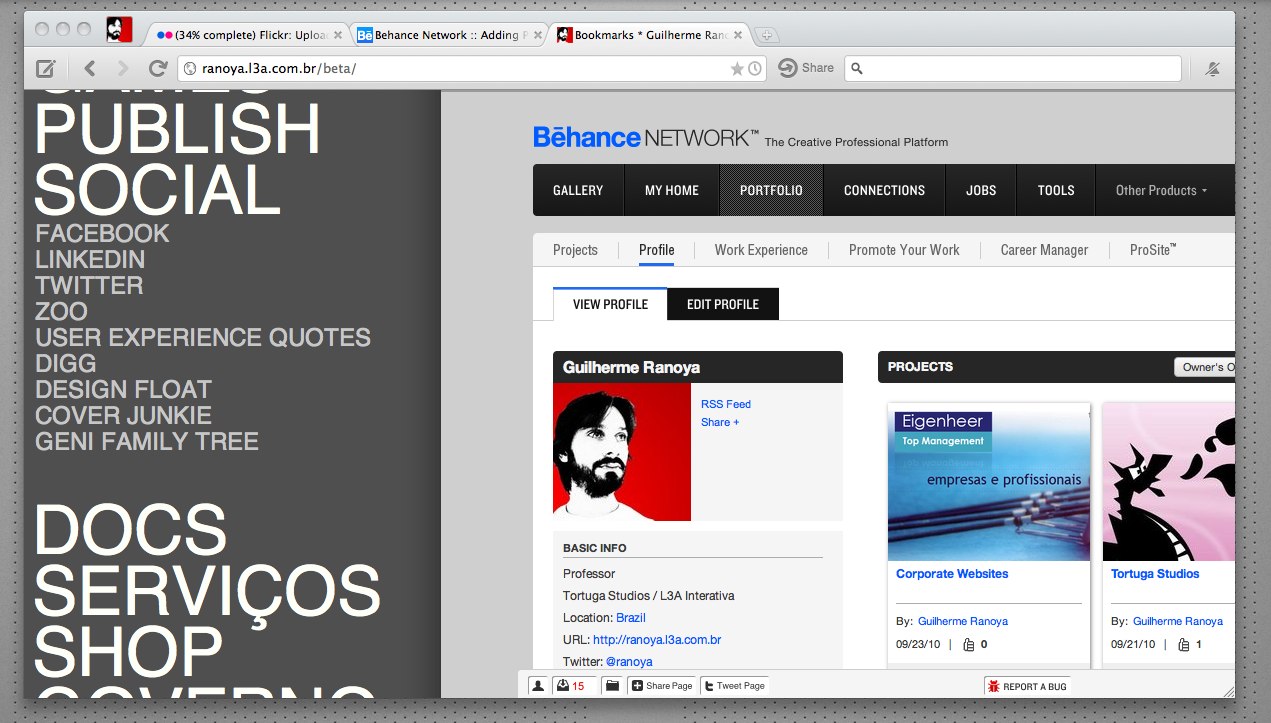 (34% complete) Flickr: Uploa
Behance Network :: Adding P
Bookmarks * Guilherme Rano
ranoya.l3a.com.br/beta/
Share
GAMES
PUBLISH
SOCIAL
FACEBOOK
LINKEDIN
TWITTER
ZOO
USER EXPERIENCE QUOTES
DIGG
DESIGN FLOAT
COVER JUNKIE
GENI FAMILY TREE
DOCS
SERVIÇOS
SHOP
GOVERNO
Bēhance NETWORK™ The Creative Professional Platform
GALLERY MY HOME PORTFOLIO CONNECTIONS JOBS TOOLS Other Products
Projects Profile Work Experience Promote Your Work Career Manager ProSite™
VIEW PROFILE EDIT PROFILE
Guilherme Ranoya
RSS Feed
Share +
BASIC INFO
Professor
Tortuga Studios / L3A Interativa
Location: Brazil
URL: http://ranoya.l3a.com.br
Twitter: @ranoya
PROJECTS Owner's O
Eigenheer
Top Management
empresas e profissionais
Corporate Websites
By: Guilherme Ranoya
09/23/10 | 0
Tortuga Studios
By: Guilherme Ranoya
09/21/10 | 1
15 Share Page Tweet Page REPORT A BUG